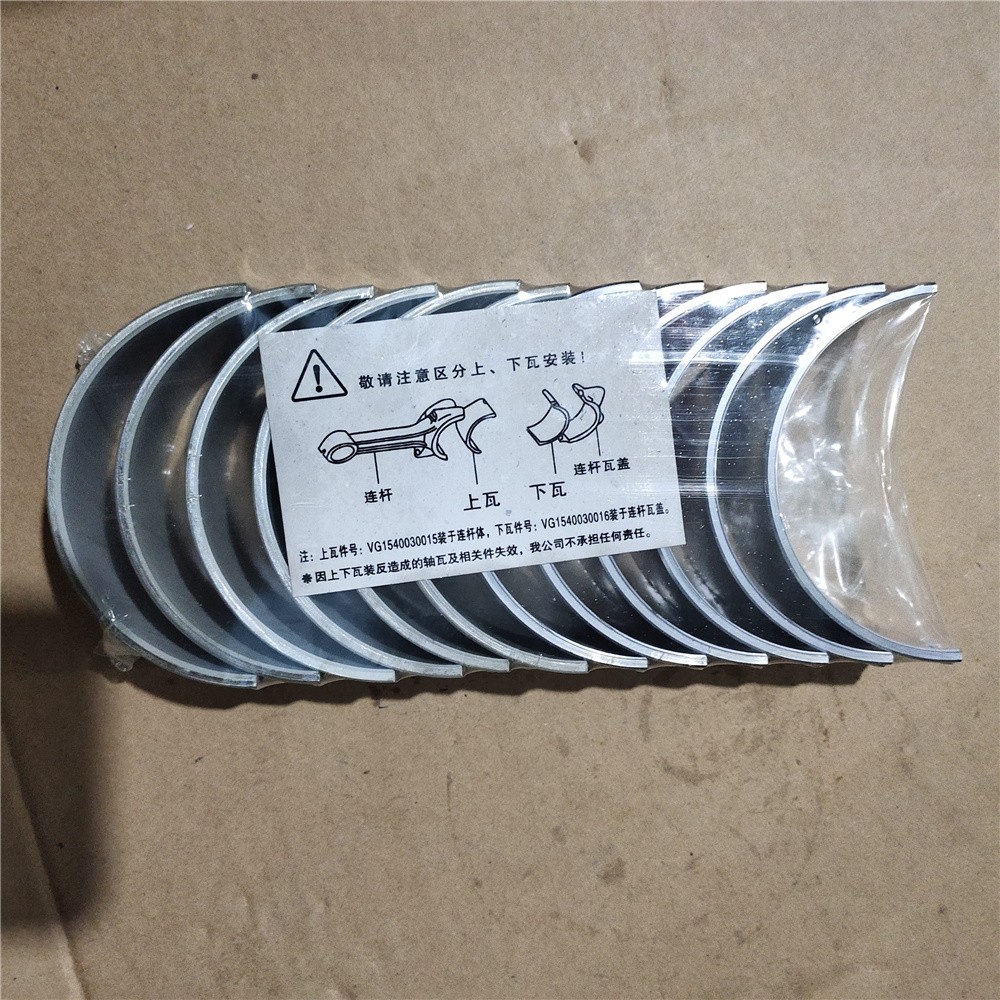 敬请注意区分上、下瓦安装！
连杆
上瓦
下瓦
连杆瓦盖
注：上瓦件号：VG1540030015装于连杆体，下瓦件号：VG1540030016装于连杆瓦盖。
※因上下瓦装反造成的轴瓦及相关件失效，我公司不承担任何责任。